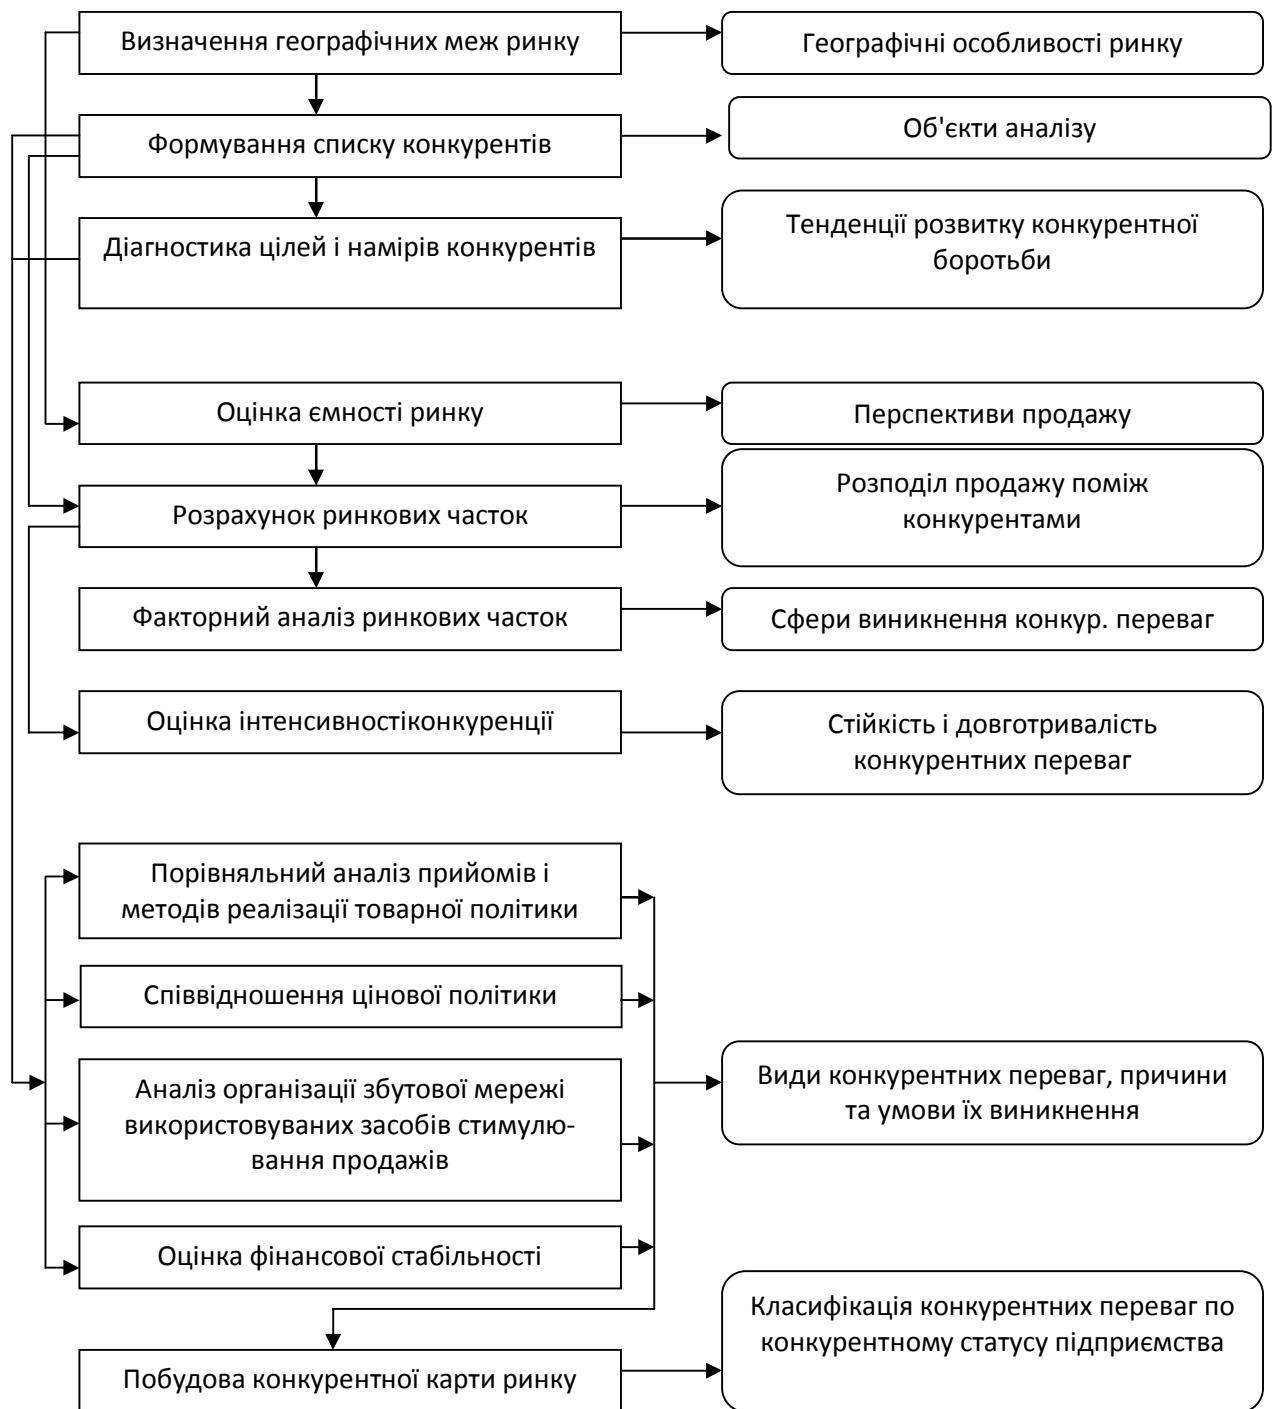 Визначення географічних меж ринку
Географічні особливості ринку
Формування списку конкурентів
Об'єкти аналізу
Діагностика цілей і намірів конкурентів
Тенденції розвитку конкурентної
боротьби
Оцінка ємності ринку
Перспективи продажу
Розрахунок ринкових часток
Розподіл продажу поміж
конкурентами
Факторний аналіз ринкових часток
Сфери виникнення конкур. переваг
Оцінка інтенсивностіконкуренції
Стійкість і довготривалість
конкурентних переваг
Порівняльний аналіз прийомів і
методів реалізації товарної політики
Співвідношення цінової політики
Аналіз організації збутової мережі
використовуваних засобів стимулю-
вання продажів
Види конкурентних переваг, причини
та умови їх виникнення
Оцінка фінансової стабільності
Класифікація конкурентних переваг по
конкурентному статусу підприємства
Побудова конкурентної карти ринку